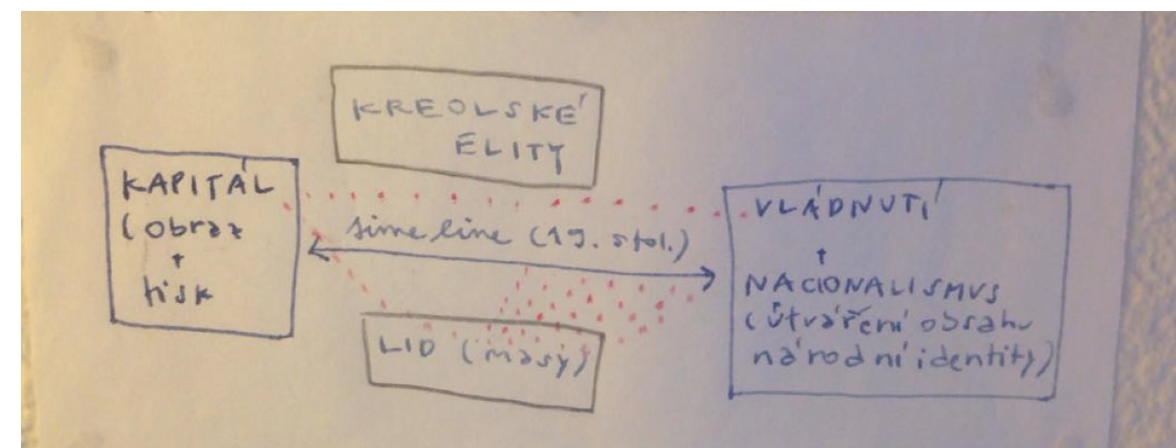 KREOLSKÉ
ELITY
KAPITÁL
(obraz
+
tisk
time line (19. stol.)
LID (masy)
VLÁDNUTÍ
+
NACIONALISMUS
(utváření obsahu
národní identity)